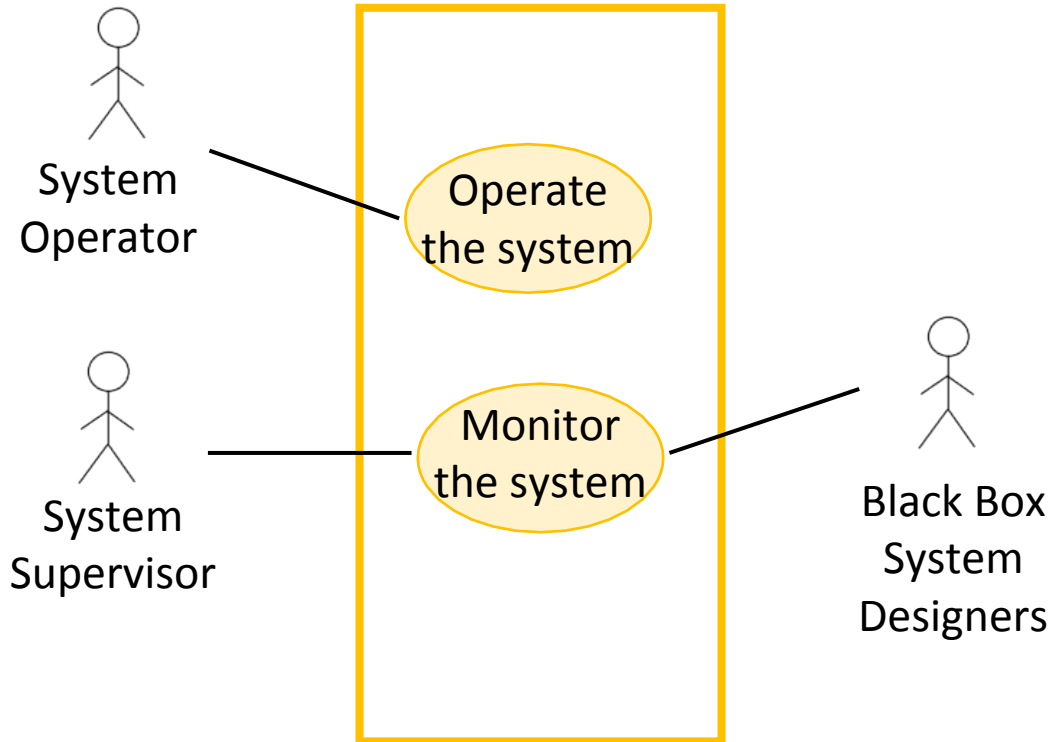 System
Operator
Operate
the system
System
Supervisor
Monitor
the system
Black Box
System
Designers